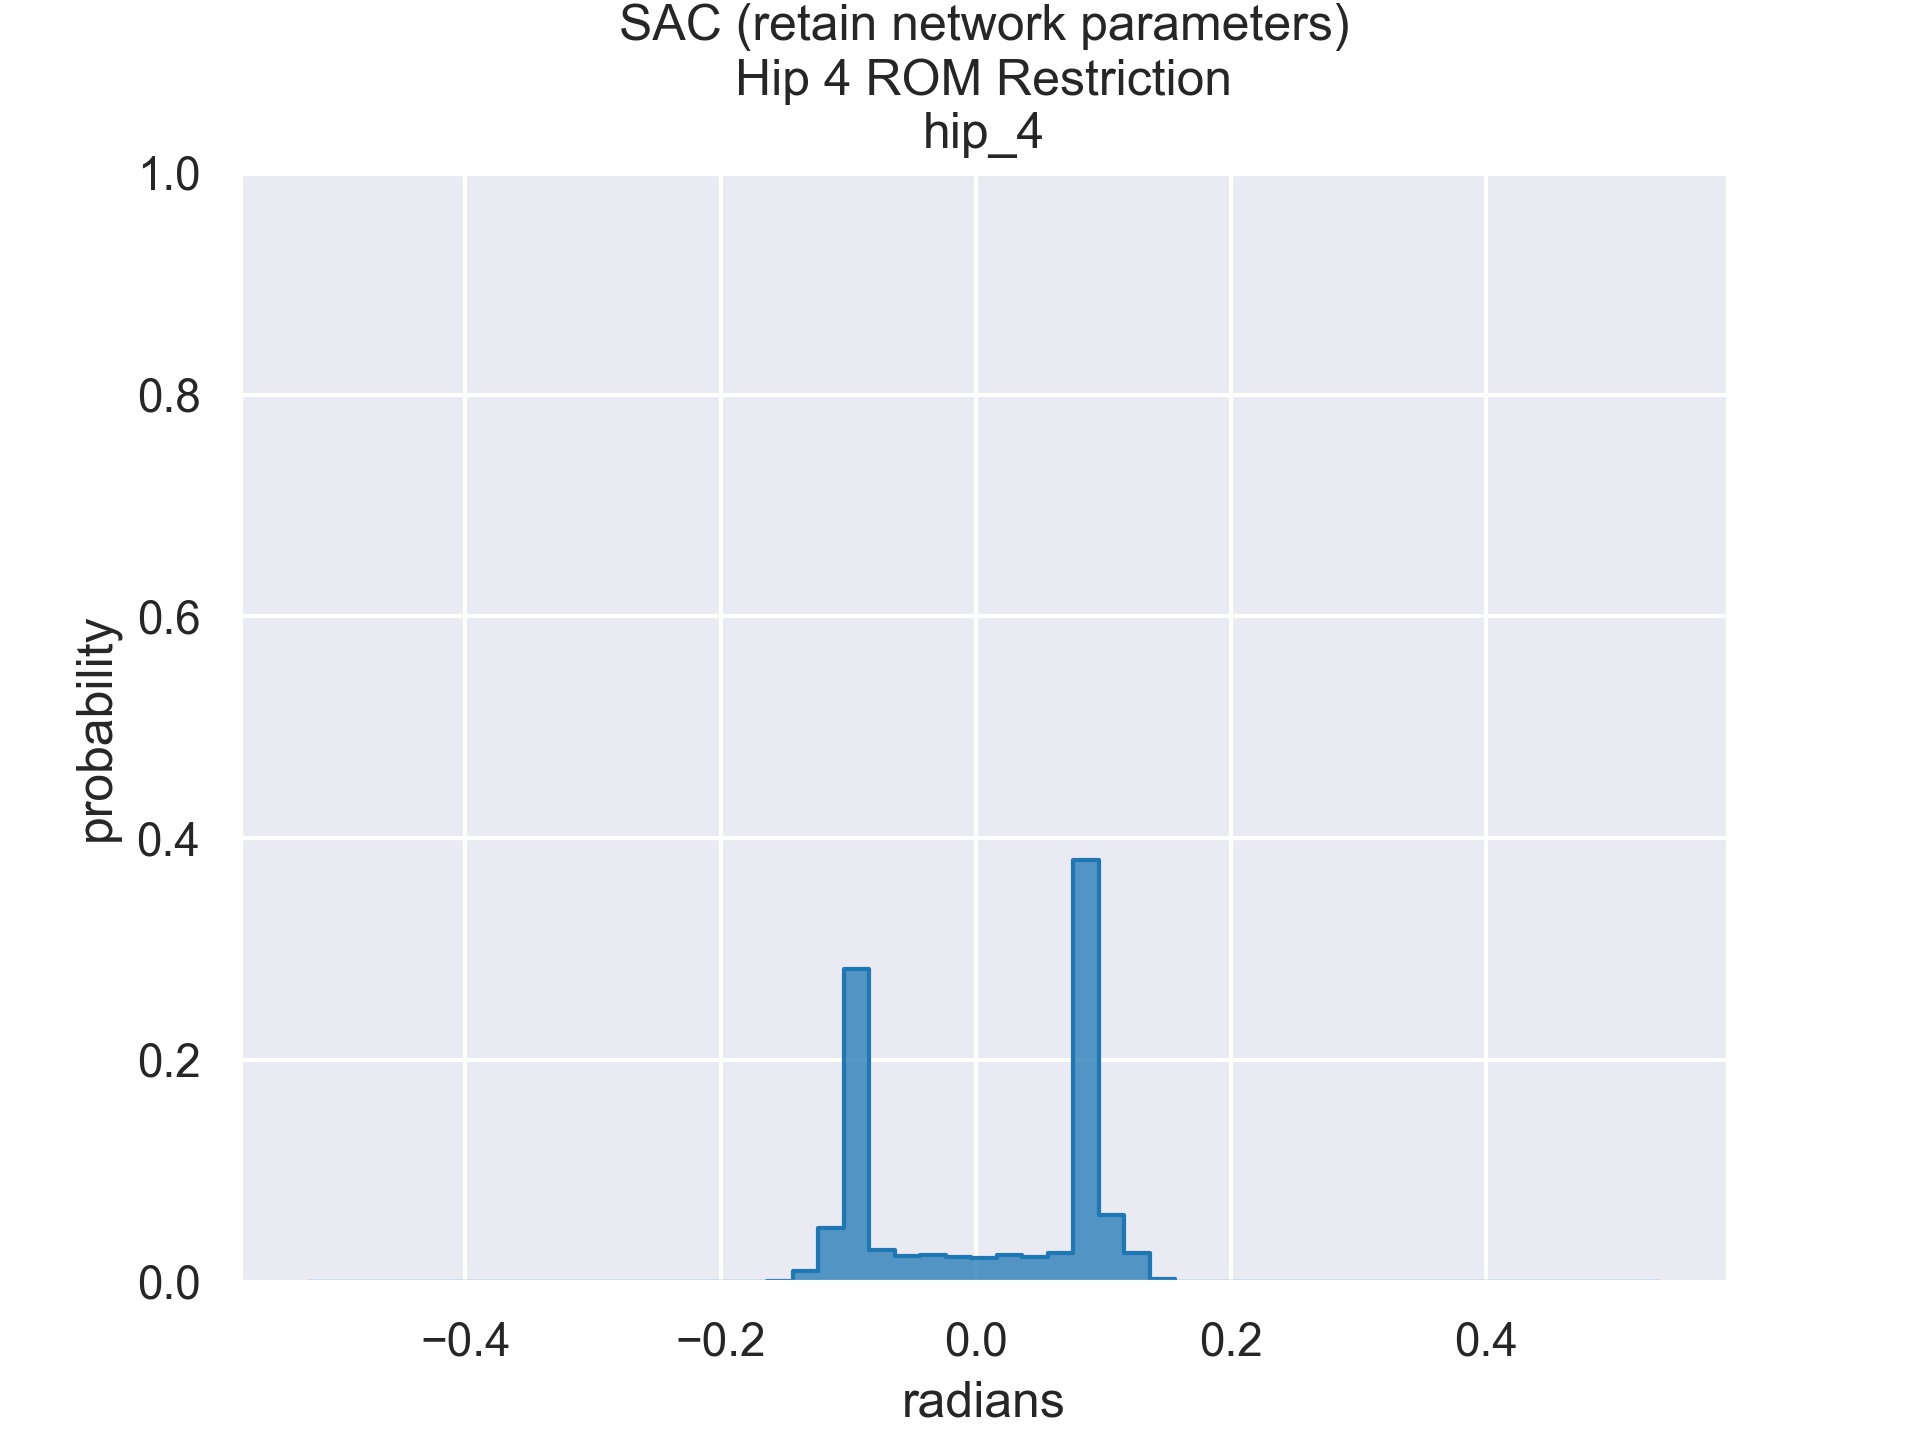 SAC (retain network parameters)
Hip 4 ROM Restriction
hip_4
1.0
0.8
0.6
0.4
0.2
0.0
probability
−0.4
−0.2
0.0
0.2
0.4
radians